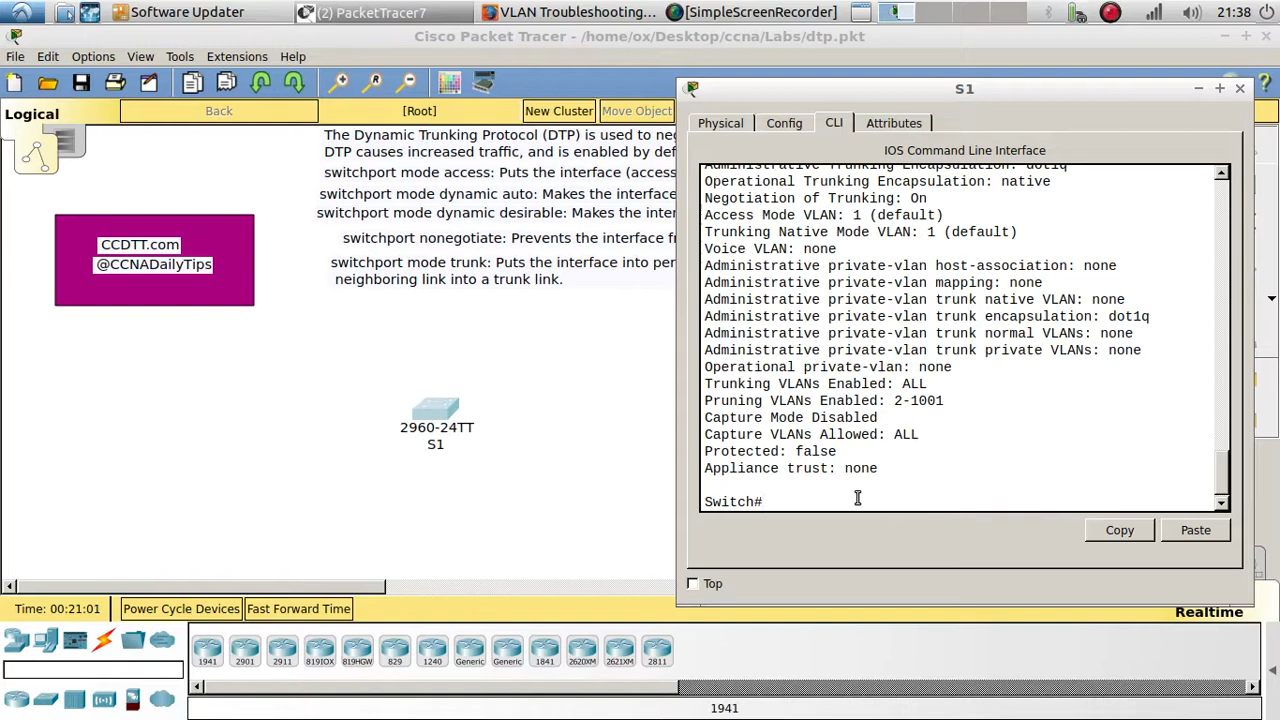 Software Updater
(2) PacketTracer7
VLAN Troubleshooting...
[SimpleScreenRecorder]
21:38
Cisco Packet Tracer - /home/ox/Desktop/ccna/Labs/dtp.pkt
File Edit Options View Tools Extensions Help
Logical
Back
[Root]
New Cluster
Move Object
The Dynamic Trunking Protocol (DTP) is used to neg
DTP causes increased traffic, and is enabled by def
switchport mode access: Puts the interface (access
switchport mode dynamic auto: Makes the interface
switchport mode dynamic desirable: Makes the inter
switchport nonegotiate: Prevents the interface fr
switchport mode trunk: Puts the interface into per
neighboring link into a trunk link.
CCDTT.com
@CCNADailyTips
2960-24TT
S1
S1
Physical Config CLI Attributes
IOS Command Line Interface
Administrative Trunking Encapsulation: dot1q
Operational Trunking Encapsulation: native
Negotiation of Trunking: On
Access Mode VLAN: 1 (default)
Trunking Native Mode VLAN: 1 (default)
Voice VLAN: none
Administrative private-vlan host-association: none
Administrative private-vlan mapping: none
Administrative private-vlan trunk native VLAN: none
Administrative private-vlan trunk encapsulation: dot1q
Administrative private-vlan trunk normal VLANs: none
Administrative private-vlan trunk private VLANs: none
Operational private-vlan: none
Trunking VLANs Enabled: ALL
Pruning VLANs Enabled: 2-1001
Capture Mode Disabled
Capture VLANs Allowed: ALL
Protected: false
Appliance trust: none
Switch#
Copy
Paste
Top
Time: 00:21:01
Power Cycle Devices
Fast Forward Time
Realtime
1941 2901 2911 819IOX 819HGW 829 1240 Generic Generic 1841 2620XM 2621XM 2811
1941